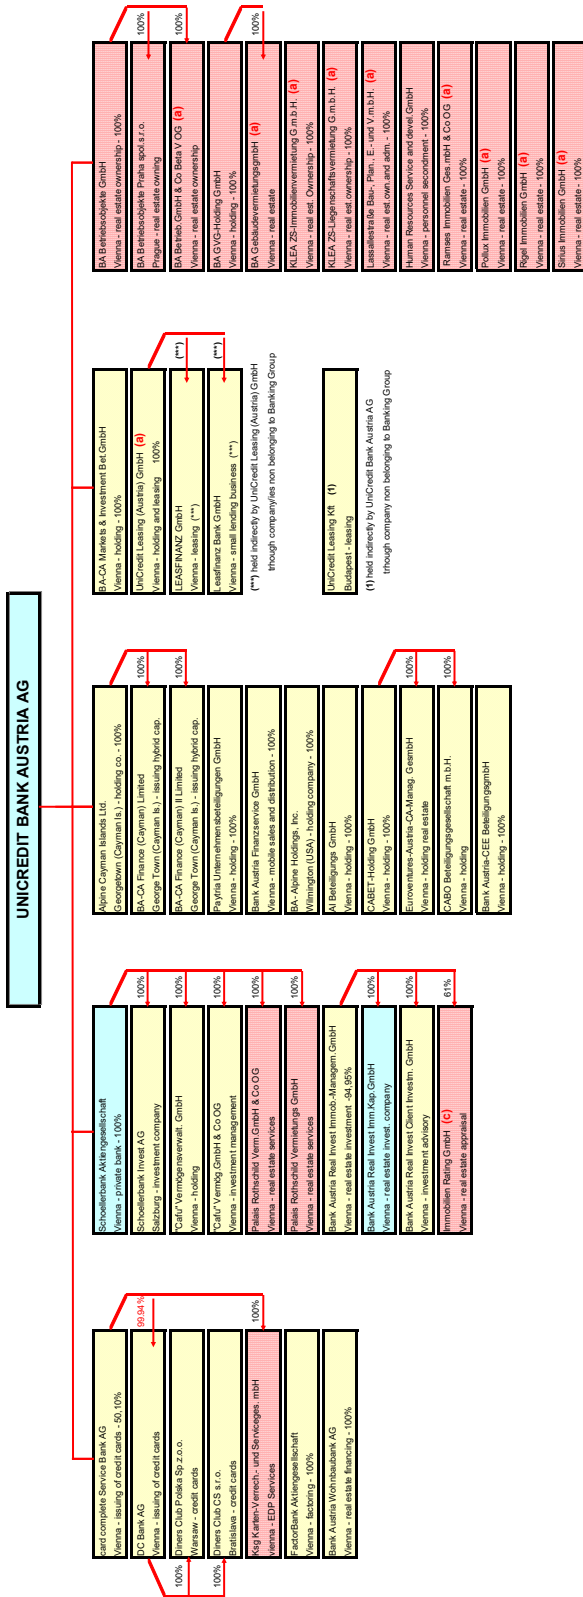 UNICREDIT BANK AUSTRIA AG
card complete Service Bank AG
Vienna - issuing of credit cards - 50,10%
DC Bank AG
Vienna - issuing of credit cards
99.94%
Diners Club Polska Sp.z.o.o.
Warsaw - credit cards
100%
Diners Club CS s.r.o.
Bratislava - credit cards
100%
Ksg Karten-Verrech.- und Serviceges. mbH
vienna - EDP Services
100%
FactorBank Aktiengesellschaft
Vienna - factoring - 100%
Bank Austria Wohnbaubank AG
Vienna - real estate financing - 100%
Schoellerbank Aktiengesellschaft
Vienna - private bank - 100%
Schoellerbank Invest AG
Salzburg - investment company
100%
"Cafu" Vermögensverwalt. GmbH
Vienna - holding
100%
"Cafu" Vermög.GmbH & Co OG
Vienna - investment management
100%
Palais Rothschild Verm.GmbH & Co OG
Vienna - real estate services
100%
Palais Rothschild Vermietungs GmbH
Vienna - real estate services
100%
Bank Austria Real Invest Immob.-Managem.GmbH
Vienna - real estate investment -94,95%
Bank Austria Real Invest Imm.Kap.GmbH
Vienna - real estate invest. company
100%
Bank Austria Real Invest Client Investm. GmbH
Vienna - investment advisory
100%
Immobilien Rating GmbH (c)
Vienna - real estate appraisal
61%
Alpine Cayman Islands Ltd.
Georgetown (Cayman Is.) - holding co. - 100%
BA-CA Finance (Cayman) Limited
George Town (Cayman Is.) - issuing hybrid cap.
100%
BA-CA Finance (Cayman) II Limited
George Town (Cayman Is.) - issuing hybrid cap.
100%
Paytria Unternehmensbeteiligungen GmbH
Vienna - holding - 100%
Bank Austria Finanzservice GmbH
Vienna - mobile sales and distribution - 100%
BA- Alpine Holdings, Inc.
Wilmington (USA) - holding company - 100%
AI Beteiligungs GmbH
Vienna - holding - 100%
CABET-Holding GmbH
Vienna - holding - 100%
Euroventures-Austria-CA-Manag. GesmbH
Vienna - holding real estate
100%
CABO Beteiligungsgesellschaft m.b.H.
Vienna - holding
100%
Bank Austria-CEE BeteiligungsgmbH
Vienna - holding - 100%
BA-CA Markets & Investment Bet.GmbH
Vienna - holding - 100%
UniCredit Leasing (Austria) GmbH (a)
Vienna - holding and leasing 100%
LEASFINANZ GmbH
Vienna - leasing (***)
(***)
Leasfinanz Bank GmbH
Vienna - small lending business (***)
(***)
(***) held indirectly by UniCredit Leasing (Austria) GmbH
trhough company/ies non belonging to Banking Group
UniCredit Leasing Kft (1)
Budapest - leasing
(1) held indirectly by UniCredit Bank Austria AG
trhough company non belonging to Banking Group
BA Betriebsobjekte GmbH
Vienna - real estate ownership - 100%
BA Betriebsobjekte Praha spol.s.r.o.
Prague - real estate owning
100%
BA Betrieb.GmbH & Co Beta V OG (a)
Vienna - real estate ownership
100%
BA GVG-Holding GmbH
Vienna - holding - 100%
BA GebäudevermietungsgmbH (a)
Vienna - real estate
100%
KLEA ZS-Immobilienvermietung G.m.b.H. (a)
Vienna - real est. Ownership - 100%
KLEA ZS-Liegenschaftsvermietung G.m.b.H. (a)
Vienna - real est ownership - 100%
Lassallestraße Bau-, Plan., E.- und V.m.b.H. (a)
Vienna - real est. own.and adm. - 100%
Human Resources Service and devel.GmbH
Vienna - personnel secondment - 100%
Ramses Immobilien Ges.mbH & Co OG (a)
Vienna - real estate - 100%
Pollux Immobilien GmbH (a)
Vienna - real estate - 100%
Rigel Immobilien GmbH (a)
Vienna - real estate - 100%
Sirius Immobilien GmbH (a)
Vienna - real estate - 100%